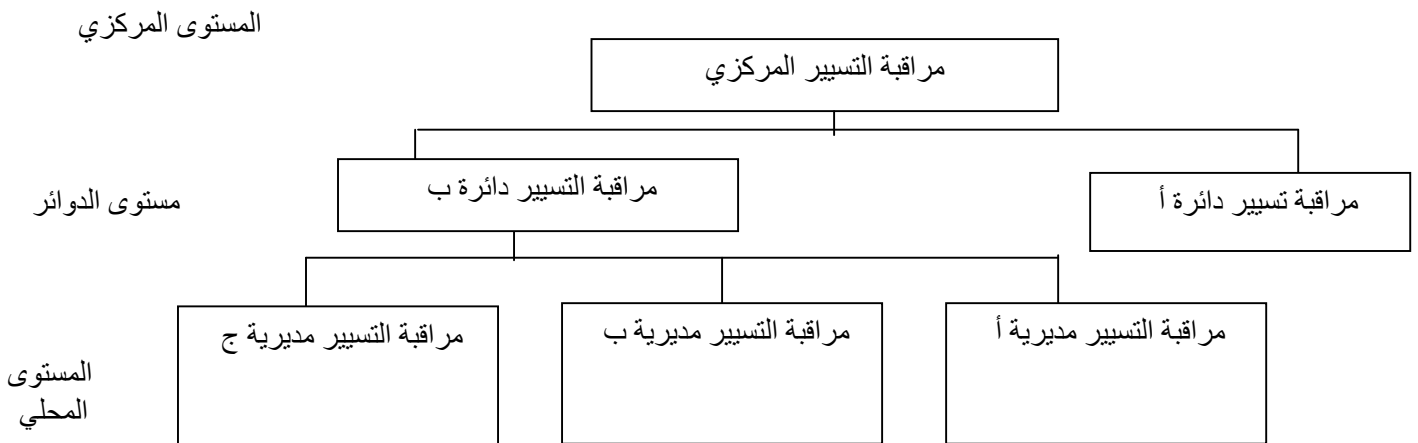 المستوى المركزي
مراقبة التسيير المركزي
مستوى الدوائر
مراقبة تسيير دائرة أ
مراقبة التسيير دائرة ب
المستوى
المحلي
مراقبة التسيير مديرية أ
مراقبة التسيير مديرية ب
مراقبة التسيير مديرية ج